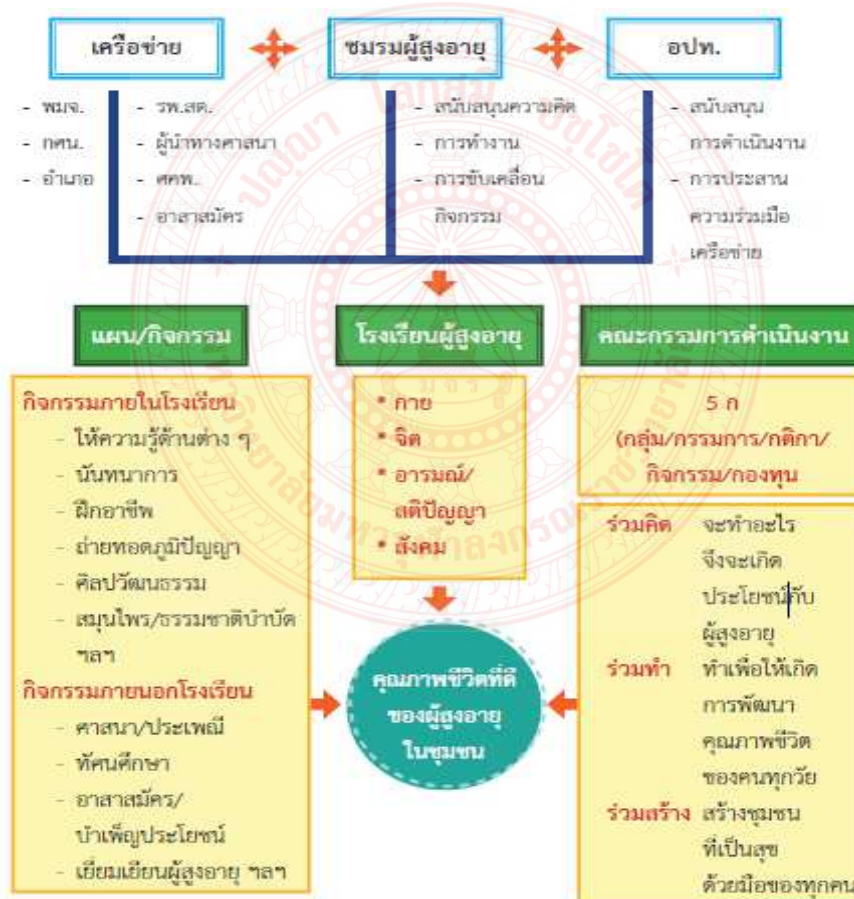 เครือข่าย
ชมรมผู้สูงอายุ
อปท.
- พมจ.
- กศน.
- อำเภอ
- รพ.สต.
- ผู้นำทางศาสนา
- ศคพ.
- อาสาสมัคร
- สนับสนุนความคิด
- การทำงาน
- การขับเคลื่อน
กิจกรรม
- สนับสนุน
การดำเนินงาน
- การประสาน
ความร่วมมือ
เครือข่าย
แผน/กิจกรรม
กิจกรรมภายในโรงเรียน
- ให้ความรู้ด้านต่าง ๆ
- นันทนาการ
- ฝึกอาชีพ
- ถ่ายทอดภูมิปัญญา
- ศิลปวัฒนธรรม
- สมุนไพร/ธรรมชาติบำบัด
ฯลฯ
กิจกรรมภายนอกโรงเรียน
- ศาสนา/ประเพณี
- ทัศนศึกษา
- อาสาสมัคร/
บำเพ็ญประโยชน์
- เยี่ยมเยียนผู้สูงอายุ ฯลฯ
โรงเรียนผู้สูงอายุ
* กาย
* จิต
* อารมณ์/
สติปัญญา
* สังคม
คุณภาพชีวิตที่ดี
ของผู้สูงอายุ
ในชุมชน
คณะกรรมการดำเนินงาน
5 ก
(กลุ่ม/กรรมการ/กติกา/
กิจกรรม/กองทุน
ร่วมคิด จะทำอะไร
จึงจะเกิด
ประโยชน์กับ
ผู้สูงอายุ
ร่วมทำ ทำเพื่อให้เกิด
การพัฒนา
คุณภาพชีวิต
ของคนทุกวัย
ร่วมสร้าง สร้างชุมชน
ที่เป็นสุข
ด้วยมือของทุกคน